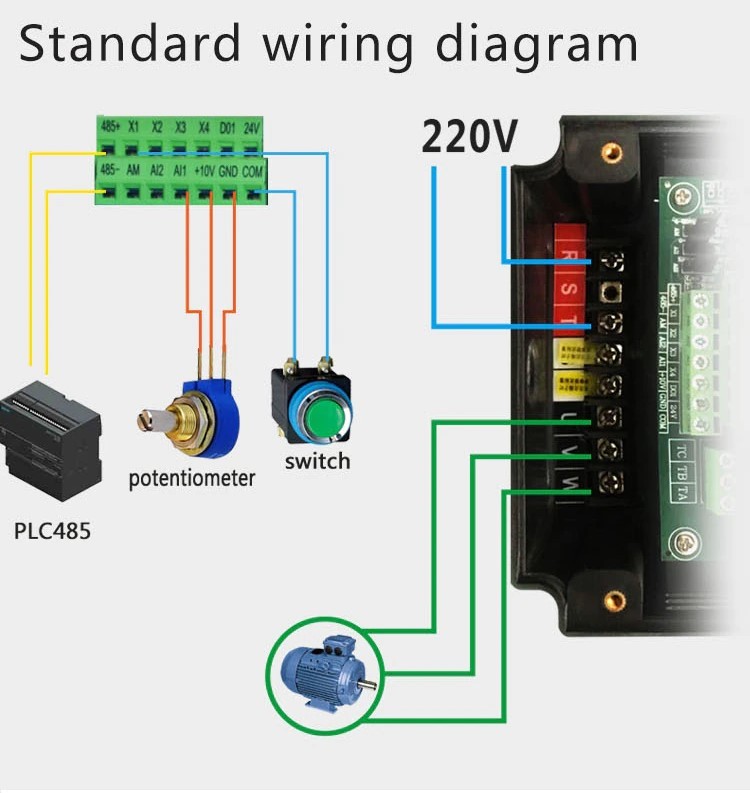 Standard wiring diagram
485+ X1 X2 X3 X4 D01 24V
485- AM AI2 AI1 +10V GND COM
220V
R
S
T
U
V
W
485+ X1 X2 X3 X4 D01 24V
485- AM AI2 AI1 +10V GND COM
TC
TB
TA
PLC485
potentiometer
switch